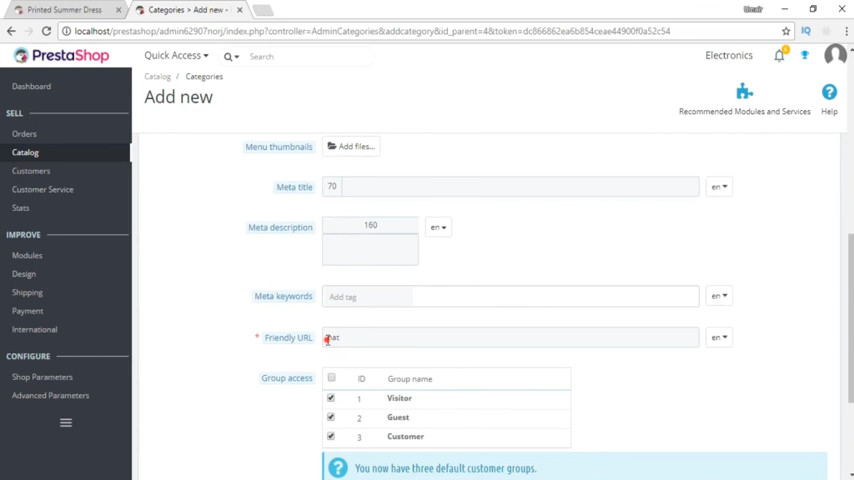 Printed Summer Dress
Categories > Add new •
Umair
localhost/prestashop/admin62907norj/index.php?controller=AdminCategories&addcategory&id_parent=4&token=dc866862ea6b854ceae44900f0a52c54
PrestaShop
Quick Access
Search
Electronics
Catalog / Categories
Add new
Recommended Modules and Services
Help
Dashboard
SELL
Orders
Catalog
Customers
Customer Service
Stats
IMPROVE
Modules
Design
Shipping
Payment
International
CONFIGURE
Shop Parameters
Advanced Parameters
Menu thumbnails
Add files...
Meta title
70
en
Meta description
160
en
Meta keywords
Add tag
en
* Friendly URL
en
Group access
ID
Group name
1
Visitor
2
Guest
3
Customer
? You now have three default customer groups.